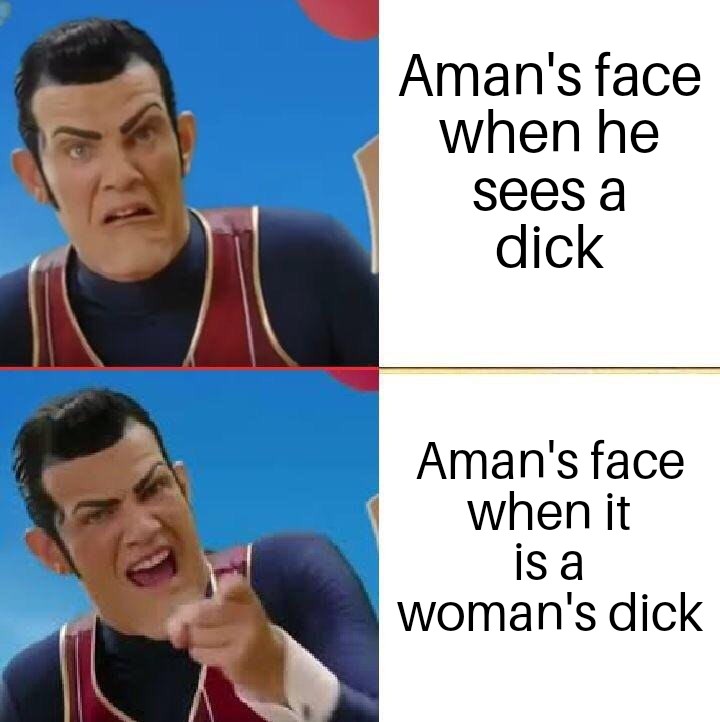 Aman's face
when he
sees a
dick
Aman's face
when it
is a
woman's dick